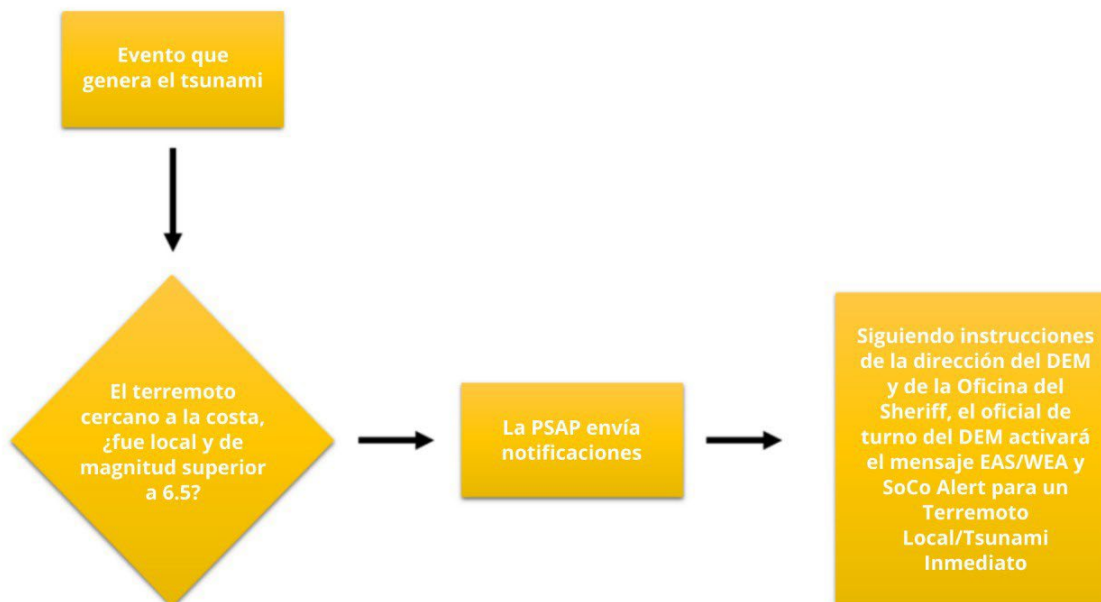 Evento que
genera el tsunami
El terremoto
cercano a la costa,
¿fue local y de
magnitud superior
a 6.5?
La PSAP envía
notificaciones
Siguiendo instrucciones
de la dirección del DEM
y de la Oficina del
Sheriff, el oficial de
turno del DEM activará
el mensaje EAS/WEA y
SoCo Alert para un
Terremoto
Local/Tsunami
Inmediato